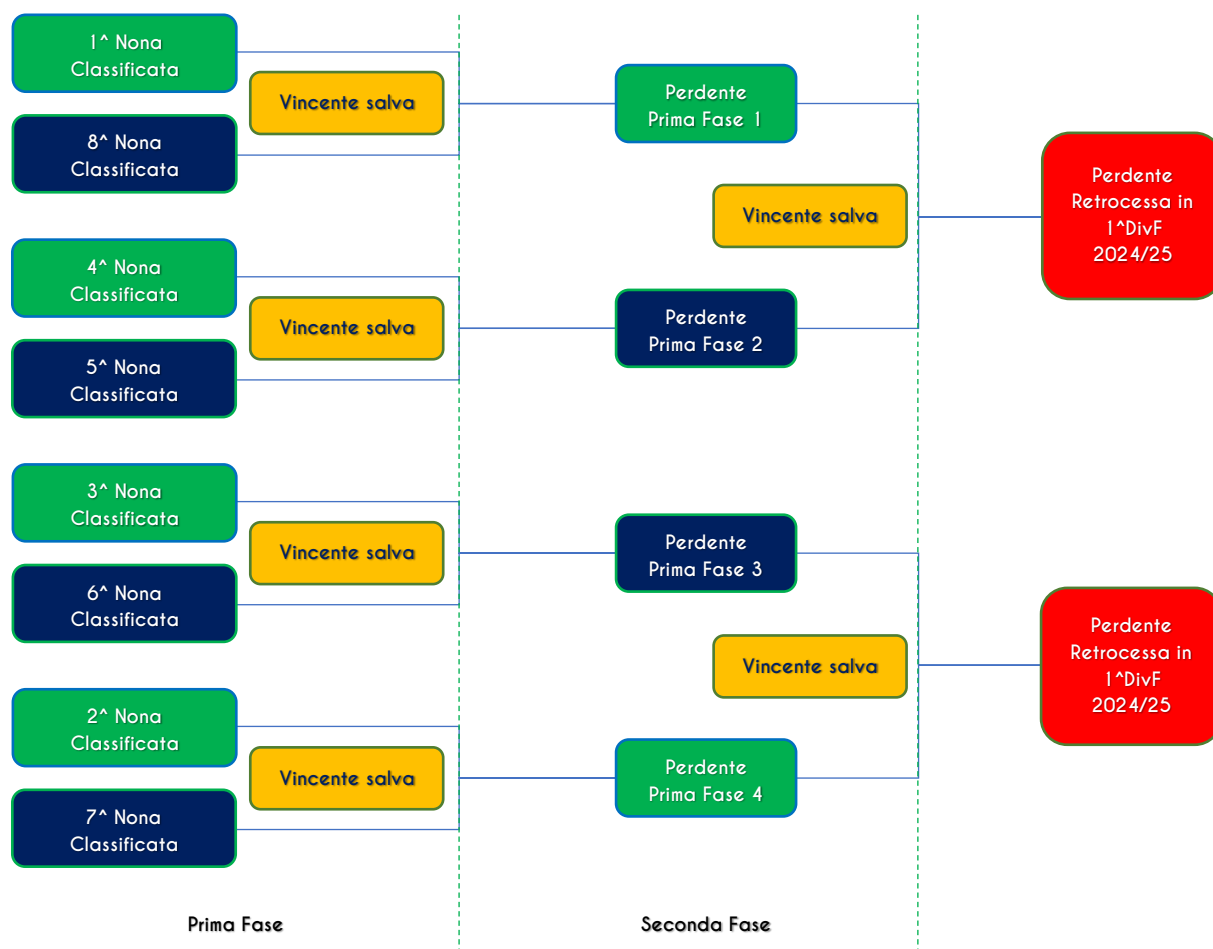 1^ Nona
Classificata
Vincente salva
8^ Nona
Classificata
4^ Nona
Classificata
Vincente salva
5^ Nona
Classificata
3^ Nona
Classificata
Vincente salva
6^ Nona
Classificata
2^ Nona
Classificata
Vincente salva
7^ Nona
Classificata
Prima Fase
Perdente
Prima Fase 1
Vincente salva
Perdente
Prima Fase 2
Perdente
Prima Fase 3
Vincente salva
Perdente
Prima Fase 4
Seconda Fase
Perdente
Retrocessa in
1^DivF
2024/25
Perdente
Retrocessa in
1^DivF
2024/25